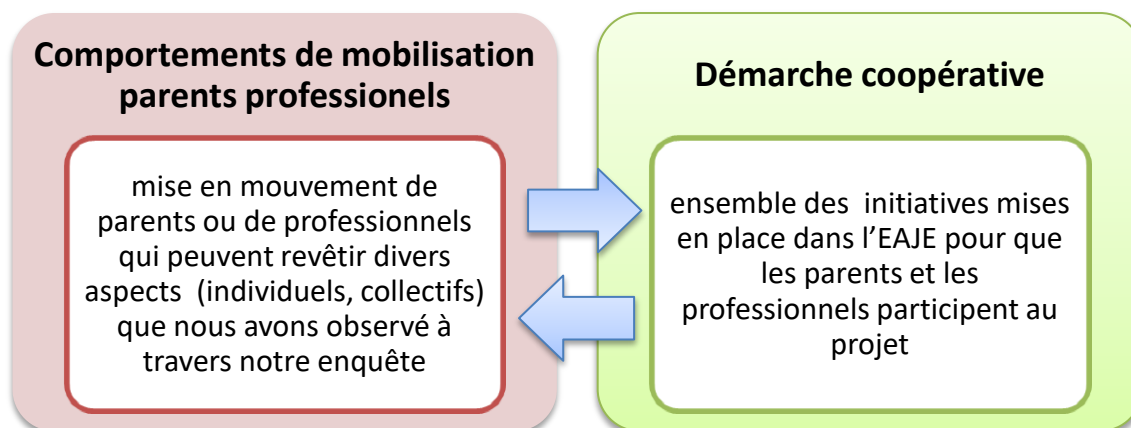 Comportements de mobilisation
parents professionels
mise en mouvement de
parents ou de professionnels
qui peuvent revêtir divers
aspects (individuels, collectifs)
que nous avons observé à
travers notre enquête
Démarche coopérative
ensemble des initiatives mises
en place dans l’EAJE pour que
les parents et les
professionnels participent au
projet